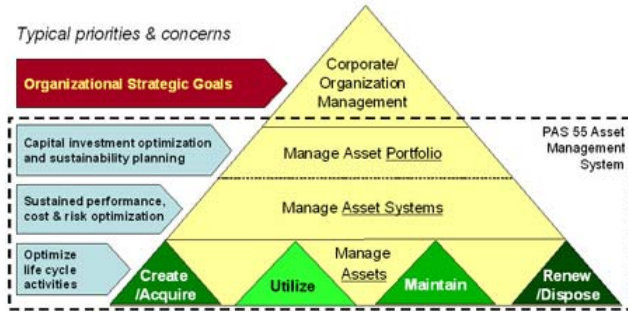 Typical priorities & concerns
Organizational Strategic Goals
Corporate/
Organization
Management
Capital investment optimization
and sustainability planning
Manage Asset Portfolio
PAS 55 Asset
Management
System
Sustained performance,
cost & risk optimization
Manage Asset Systems
Optimize
life cycle
activities
Manage
Assets
Create
/Acquire
Utilize
Maintain
Renew
/Dispose